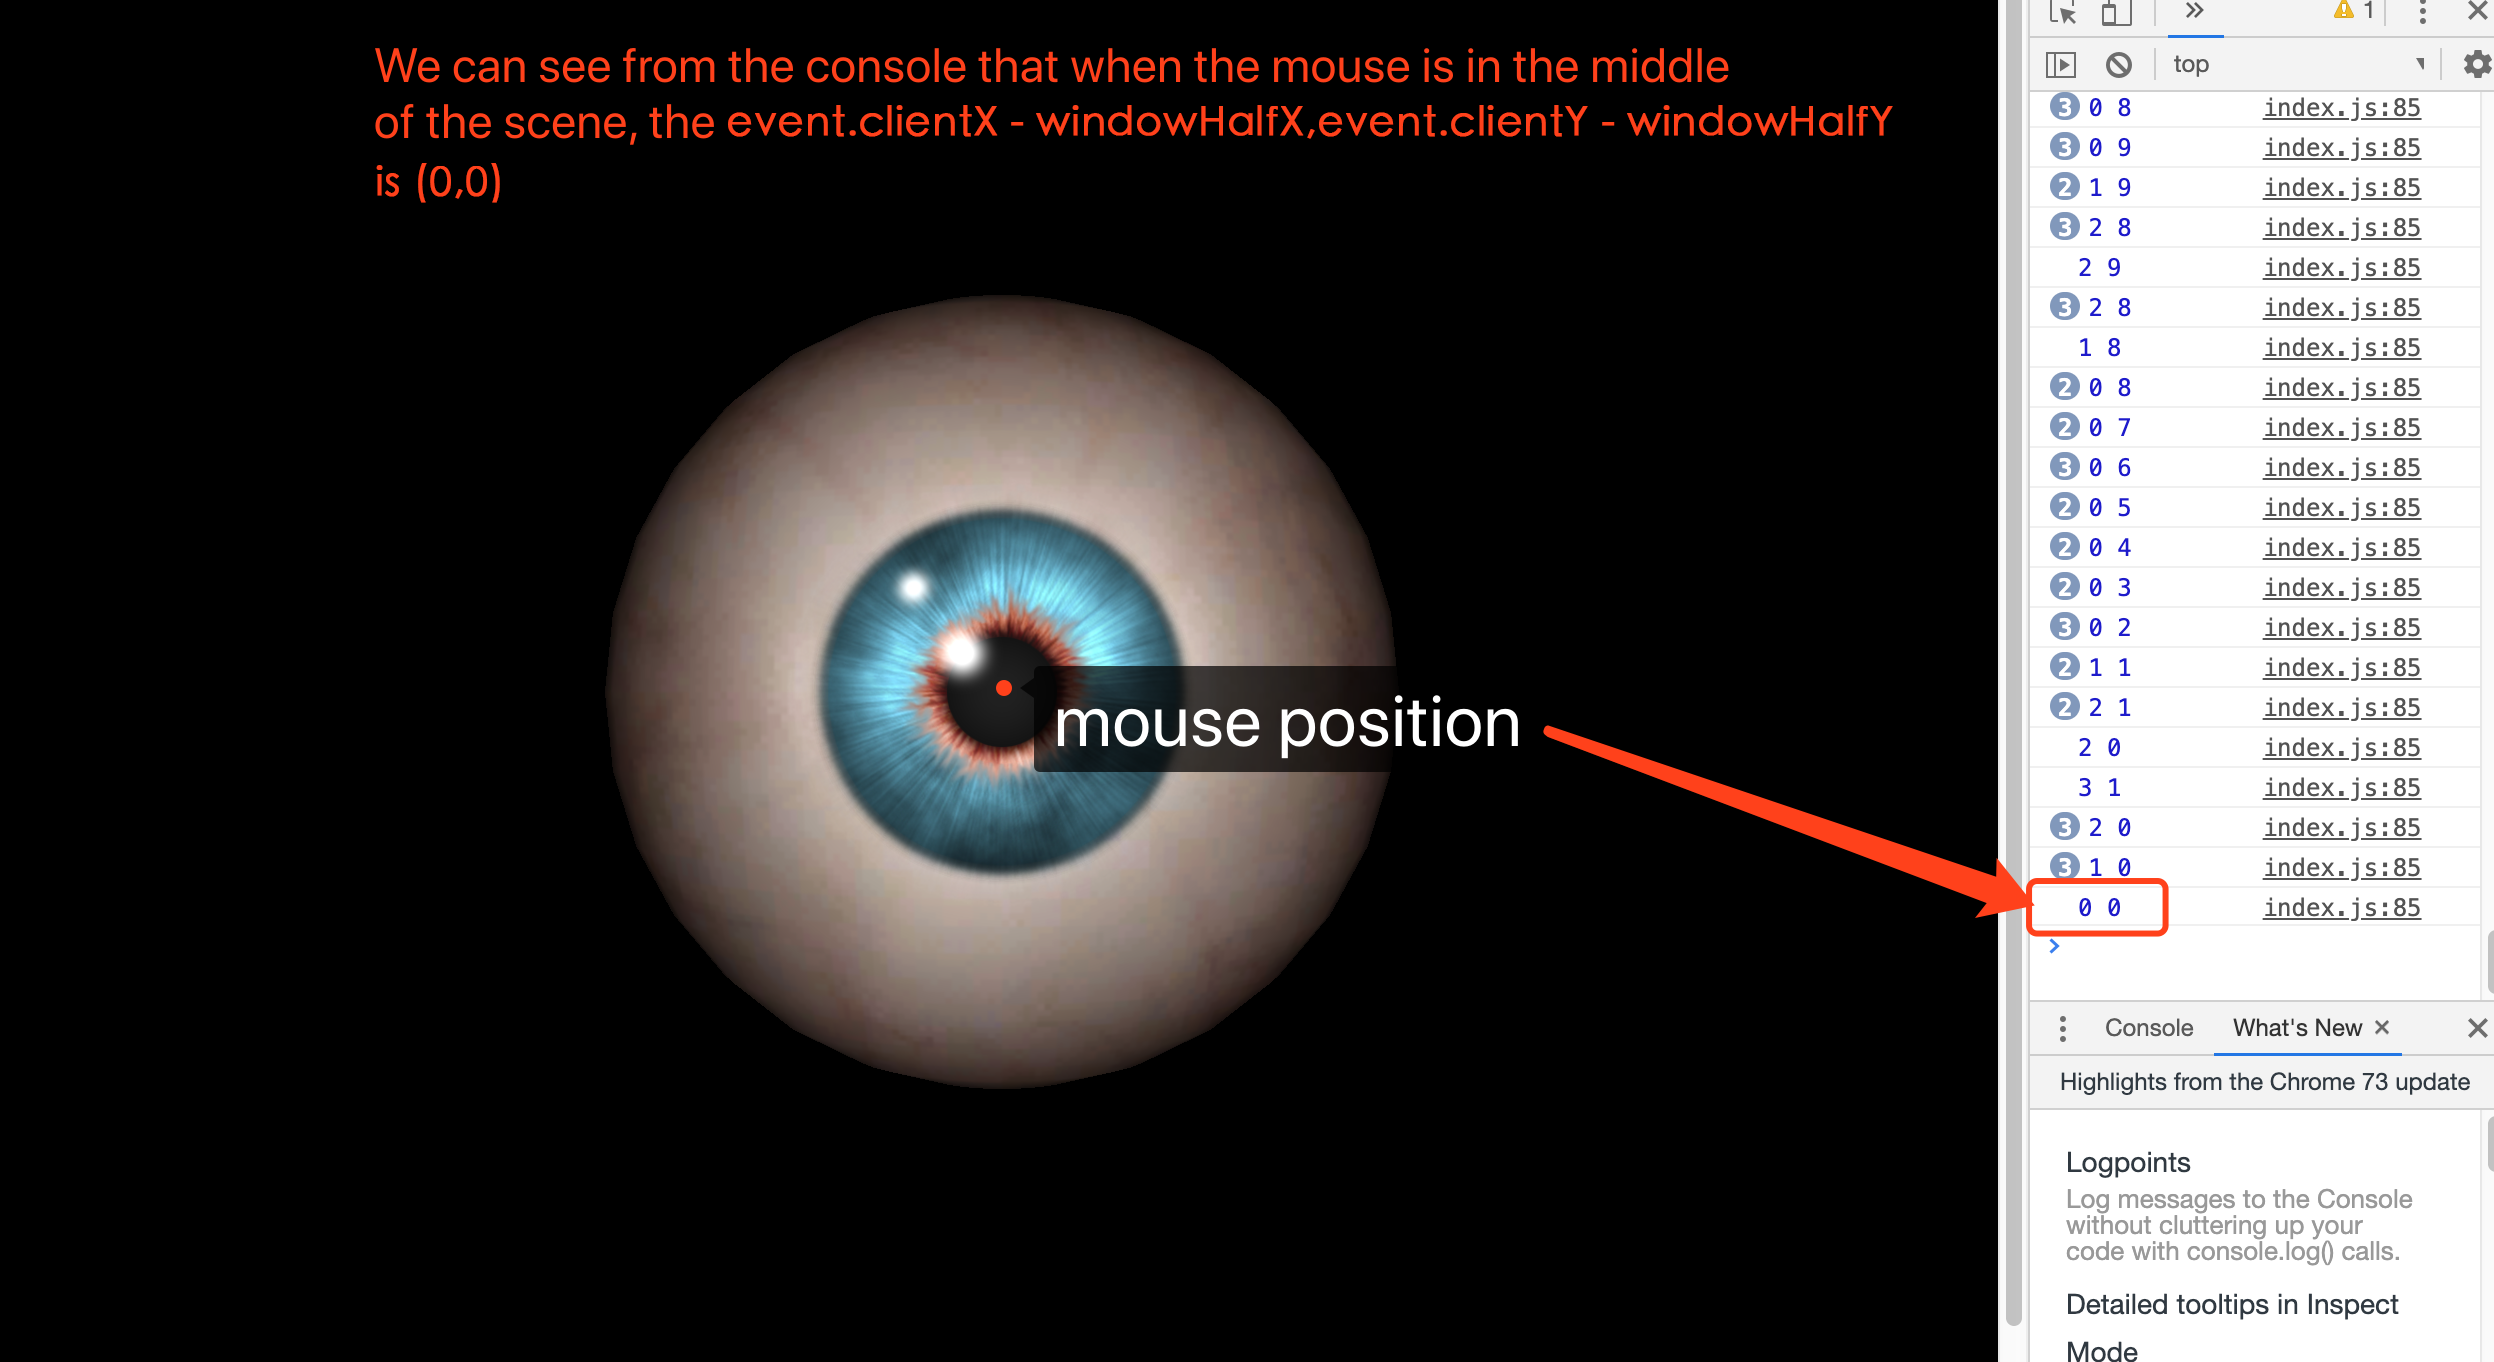 We can see from the console that when the mouse is in the middle
of the scene, the event.clientX - windowHalfX,event.clientY - windowHalfY
is (0,0)
mouse position
1
top
3 0 8 index.js:85
3 0 9 index.js:85
2 1 9 index.js:85
3 2 8 index.js:85
2 9 index.js:85
3 2 8 index.js:85
1 8 index.js:85
2 0 8 index.js:85
2 0 7 index.js:85
3 0 6 index.js:85
2 0 5 index.js:85
2 0 4 index.js:85
2 0 3 index.js:85
3 0 2 index.js:85
2 1 1 index.js:85
2 2 1 index.js:85
2 0 index.js:85
3 1 index.js:85
3 2 0 index.js:85
3 1 0 index.js:85
0 0 index.js:85
Console What's New
Highlights from the Chrome 73 update
Logpoints
Log messages to the Console
without cluttering up your
code with console.log() calls.
Detailed tooltips in Inspect
Mode